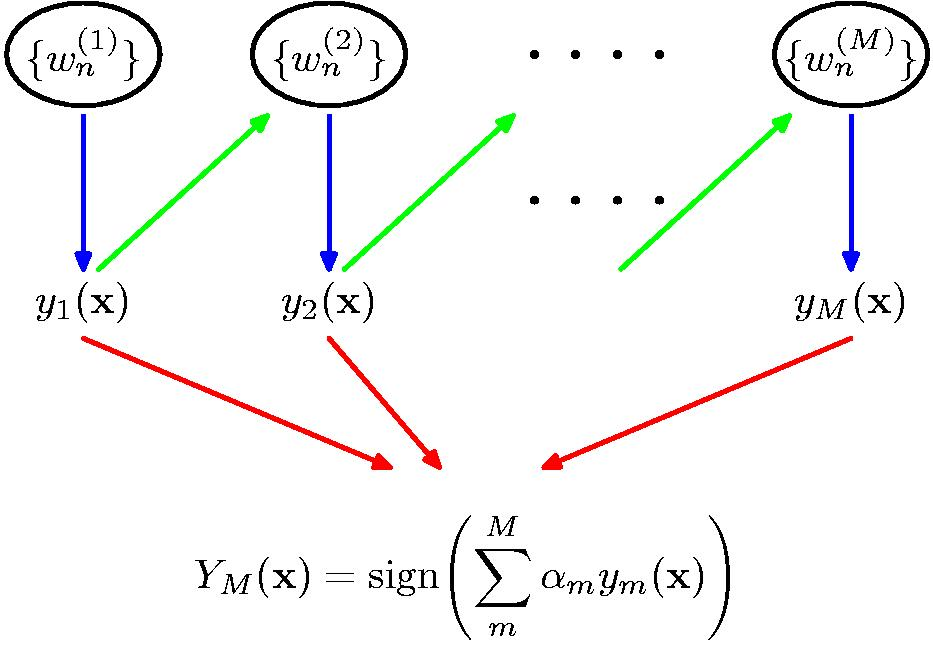 {w_n^{(1)}} {w_n^{(2)}} . . . . {w_n^{(M)}}
. . . .
y_1(x) y_2(x) y_M(x)
Y_M(x) = sign(∑_m^M α_m y_m(x))